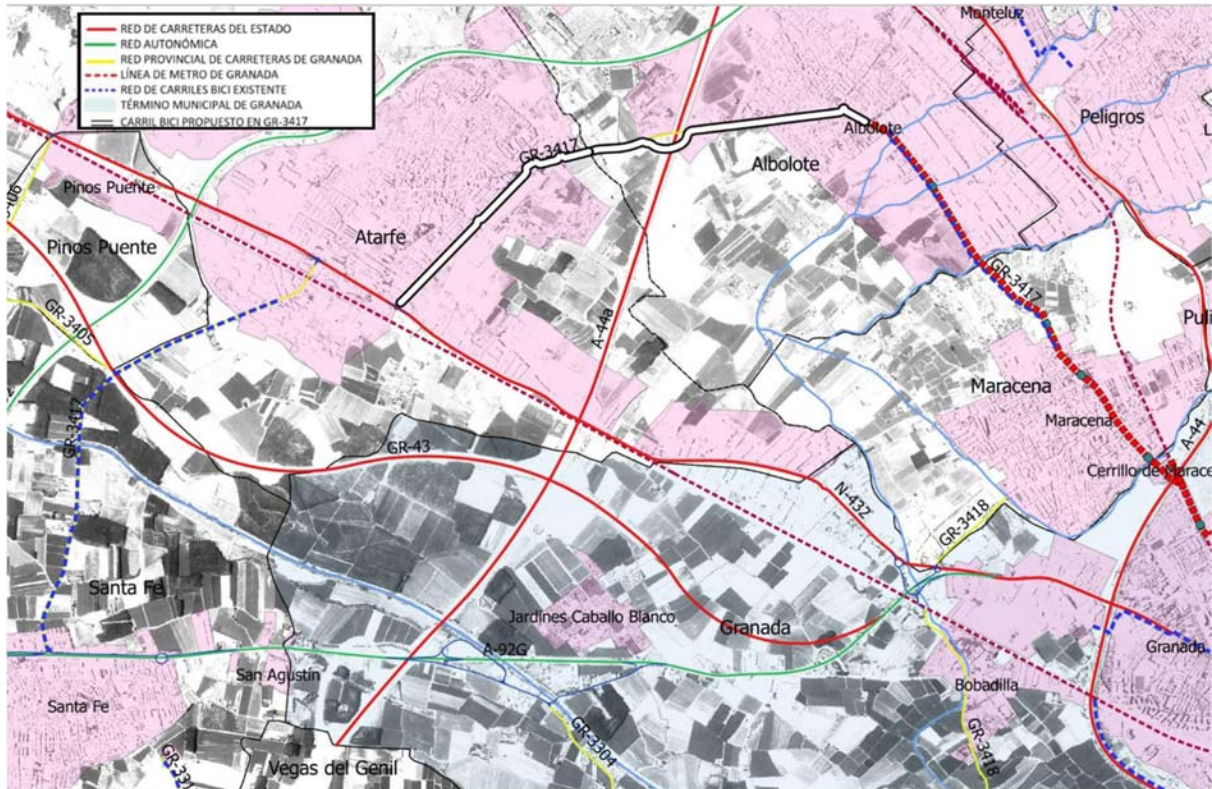 RED DE CARRETERAS DEL ESTADO
RED AUTONÓMICA
RED PROVINCIAL DE CARRETERAS DE GRANADA
LÍNEA DE METRO DE GRANADA
RED DE CARRILES BICI EXISTENTE
TÉRMINO MUNICIPAL DE GRANADA
CARRIL BICI PROPUESTO EN GR-3417
Monteluz
Peligros
Albolote
GR-3417
Albolote
Pinos Puente
Atarfe
Pinos Puente
GR-3405
A-44a
GR-3417
Maracena
Maracena
A-44
Cerrillo de Marace
GR-3417
GR-43
N-432
GR-3418
Santa Fe
Jardines Caballo Blanco
Granada
Granada
A-92G
San Agustín
Bobadilla
Santa Fe
GR-3304
GR-3418
Vegas del Genil
GR-331